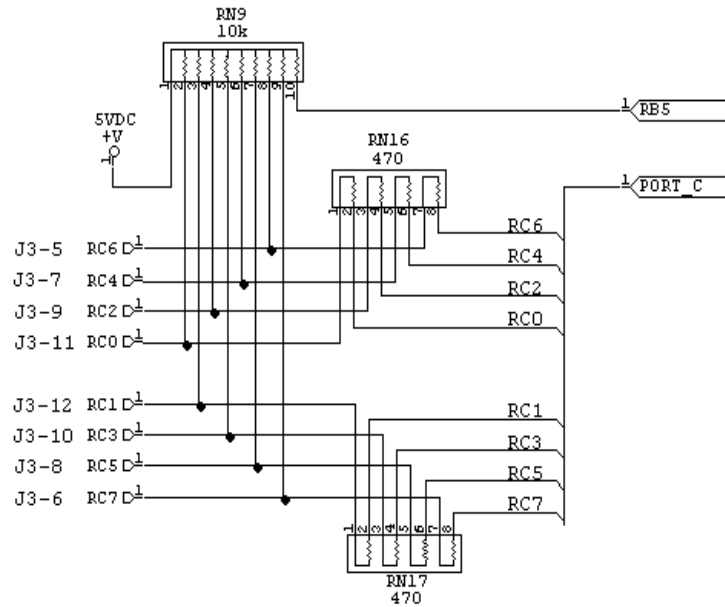 RN9
10k
1 2 3 4 5 6 7 8 9 10
5VDC
+V
1
1 RB5
RN16
470
1 2 3 4 5 6 7 8
1 PORT_C
J3-5 RC6 1
RC6
J3-7 RC4 1
RC4
J3-9 RC2 1
RC2
J3-11 RC0 1
RC0
J3-12 RC1 1
RC1
J3-10 RC3 1
RC3
J3-8 RC5 1
RC5
J3-6 RC7 1
RC7
1 2 3 4 5 6 7 8
RN17
470